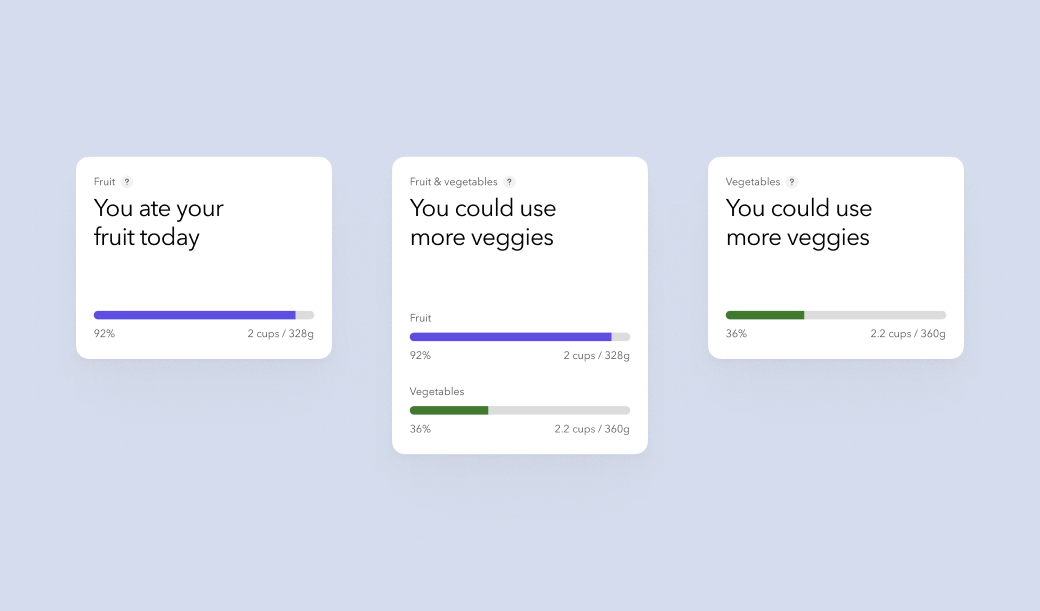 Fruit ?
You ate your
fruit today
92% 2 cups / 328g
Fruit & vegetables ?
You could use
more veggies
Fruit
92% 2 cups / 328g
Vegetables
36% 2.2 cups / 360g
Vegetables ?
You could use
more veggies
36% 2.2 cups / 360g